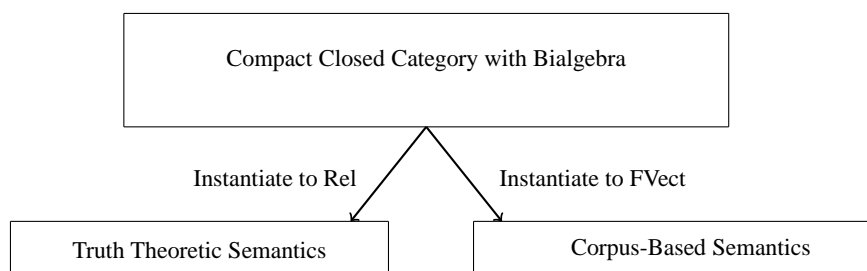 Compact Closed Category with Bialgebra
Instantiate to Rel
Instantiate to FVect
Truth Theoretic Semantics
Corpus-Based Semantics